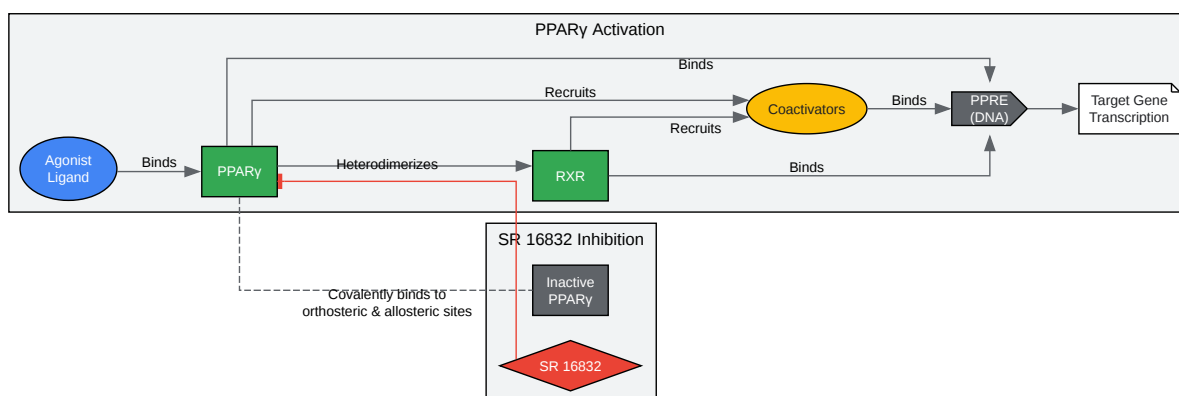 PPARγ Activation
Binds
Recruits
Coactivators
Binds
PPRE
(DNA)
Target Gene
Transcription
Recruits
Agonist
Ligand
Binds
PPARγ
Heterodimerizes
RXR
Binds
SR 16832 Inhibition
Inactive
PPARγ
Covalently binds to
orthosteric & allosteric sites
SR 16832